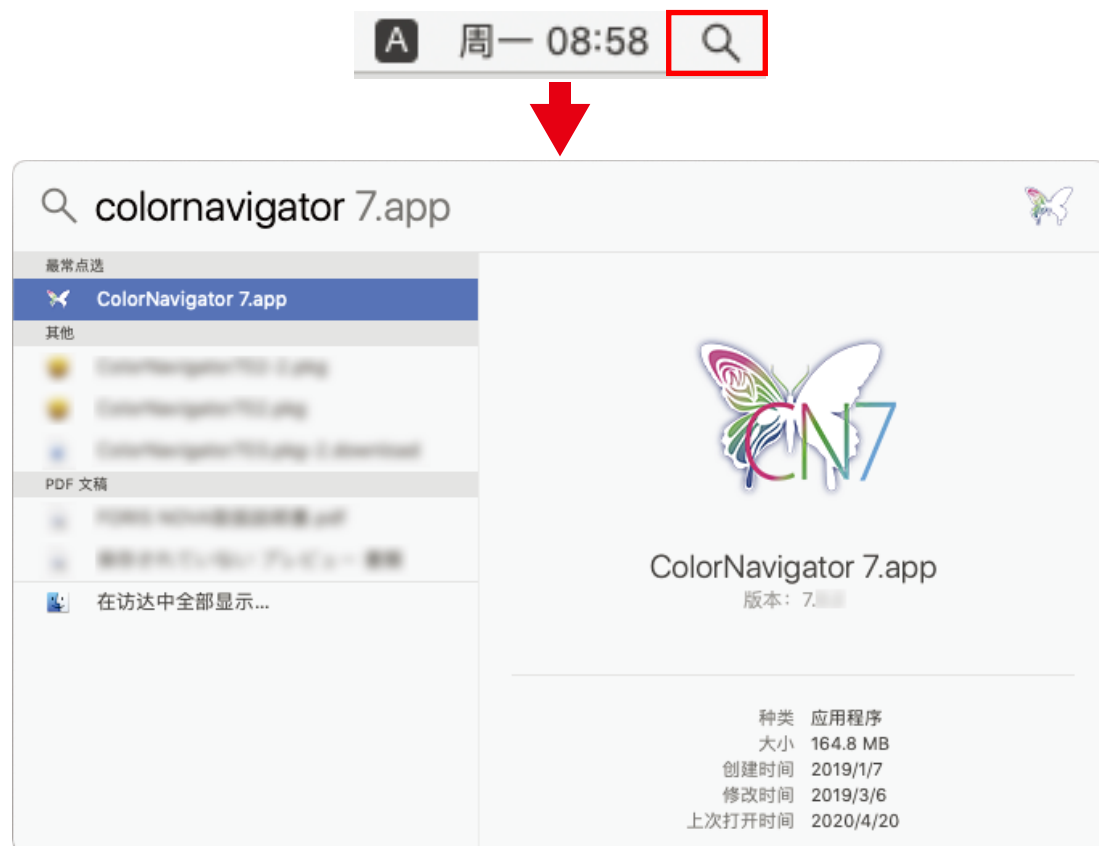 A 周一 08:58
colornavigator 7.app
最常点选
ColorNavigator 7.app
其他
PDF 文稿
在访达中全部显示...
CN7
ColorNavigator 7.app
版本： 7.
种类 应用程序
大小 164.8 MB
创建时间 2019/1/7
修改时间 2019/3/6
上次打开时间 2020/4/20